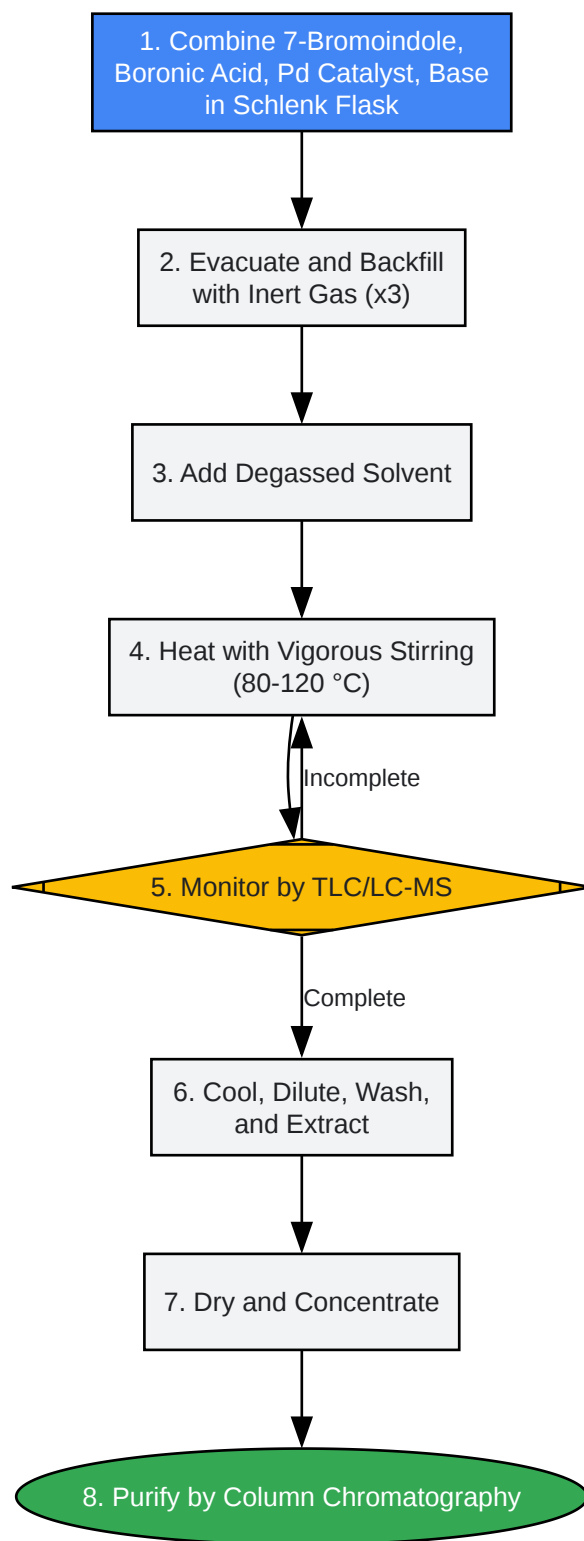 1. Combine 7-Bromoindole,
Boronic Acid, Pd Catalyst, Base
in Schlenk Flask
2. Evacuate and Backfill
with Inert Gas (x3)
3. Add Degassed Solvent
4. Heat with Vigorous Stirring
(80-120 °C)
Incomplete
5. Monitor by TLC/LC-MS
Complete
6. Cool, Dilute, Wash,
and Extract
7. Dry and Concentrate
8. Purify by Column Chromatography